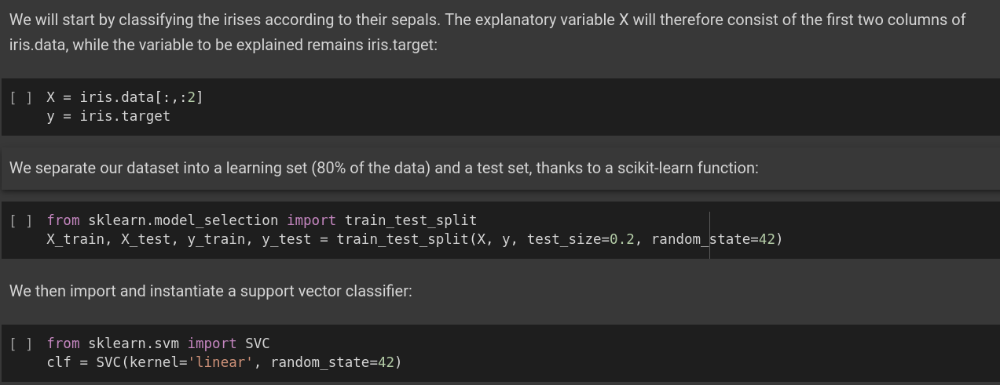 We will start by classifying the irises according to their sepals. The explanatory variable X will therefore consist of the first two columns of
iris.data, while the variable to be explained remains iris.target:
[ ] X = iris.data[:,:2]
y = iris.target
We separate our dataset into a learning set (80% of the data) and a test set, thanks to a scikit-learn function:
[ ] from sklearn.model_selection import train_test_split
X_train, X_test, y_train, y_test = train_test_split(X, y, test_size=0.2, random_state=42)
We then import and instantiate a support vector classifier:
[ ] from sklearn.svm import SVC
clf = SVC(kernel='linear', random_state=42)